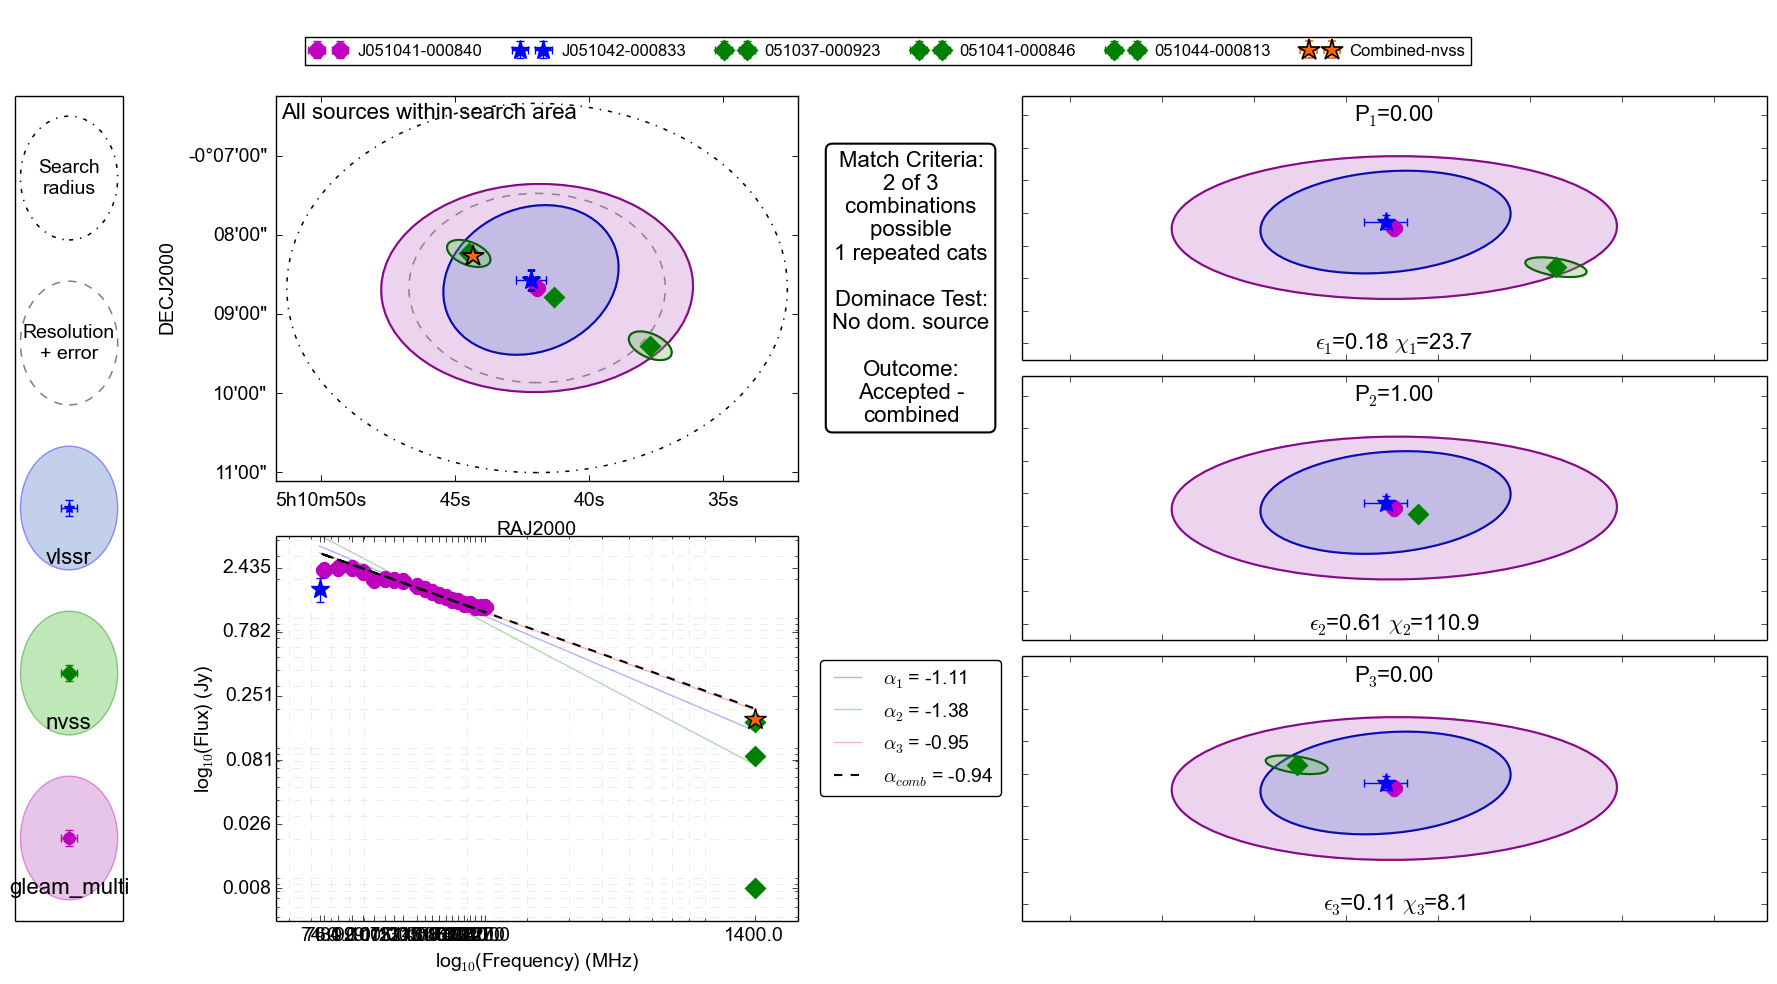 J051041-000840 J051042-000833 051037-000923 051041-000846 051044-000813 Combined-nvss
Search
radius
Resolution
+ error
vlssr
nvss
gleam_multi
All sources within search area
DECJ2000
-0°07'00"
08'00"
09'00"
10'00"
11'00"
5h10m50s 45s 40s 35s
RAJ2000
Match Criteria:
2 of 3
combinations
possible
1 repeated cats
Dominace Test:
No dom. source
Outcome:
Accepted -
combined
log₁₀(Flux) (Jy)
2.435
0.782
0.251
0.081
0.026
0.008
1400.0
log₁₀(Frequency) (MHz)
α₁ = -1.11
α₂ = -1.38
α₃ = -0.95
α_comb = -0.94
P₁=0.00
ϵ₁=0.18 χ₁=23.7
P₂=1.00
ϵ₂=0.61 χ₂=110.9
P₃=0.00
ϵ₃=0.11 χ₃=8.1